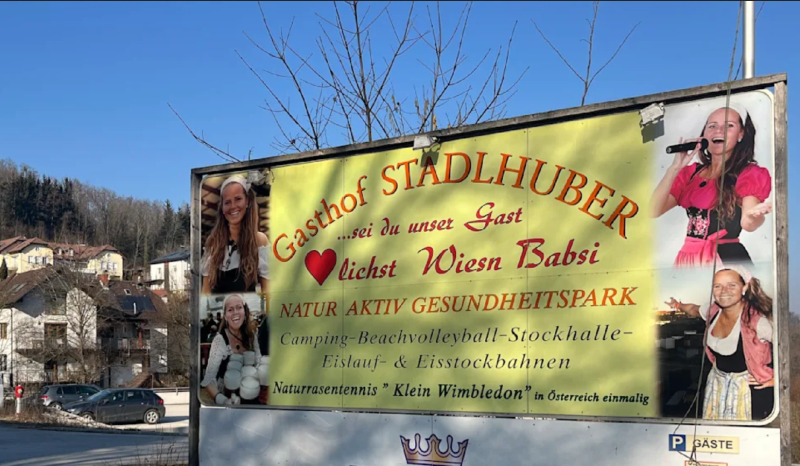 Gasthof STADLHUBER
...sei du unser Gast
lichst Wiesn Babsi
NATUR AKTIV GESUNDHEITSPARK
Camping-Beachvolleyball-Stockhalle-
Eislauf- & Eisstockbahnen
Naturrasentennis " Klein Wimbledon" in Österreich einmalig
P GÄSTE